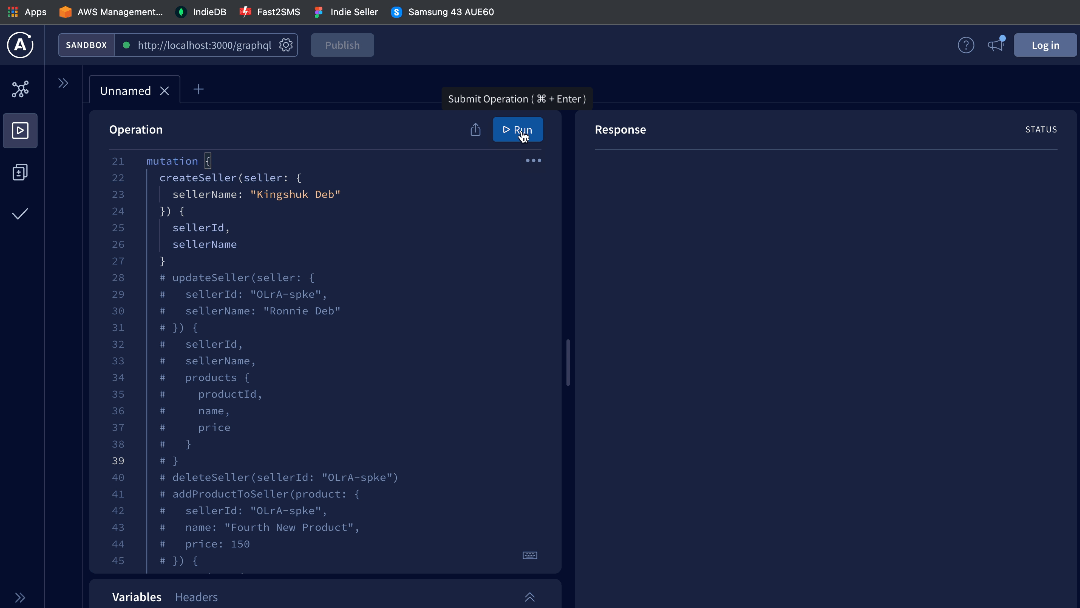 Apps AWS Management... IndieDB Fast2SMS Indie Seller Samsung 43 AUE60
SANDBOX http://localhost:3000/graphql Publish Log in
Unnamed
Submit Operation ( ⌘ + Enter )
Operation Run
Response STATUS
21 mutation {
22 createSeller(seller: {
23 sellerName: "Kingshuk Deb"
24 }) {
25 sellerId,
26 sellerName
27 }
28 # updateSeller(seller: {
29 # sellerId: "OLrA-spke",
30 # sellerName: "Ronnie Deb"
31 # }) {
32 # sellerId,
33 # sellerName,
34 # products {
35 # productId,
36 # name,
37 # price
38 # }
39 # }
40 # deleteSeller(sellerId: "OLrA-spke")
41 # addProductToSeller(product: {
42 # sellerId: "OLrA-spke",
43 # name: "Fourth New Product",
44 # price: 150
45 # }) {
Variables Headers